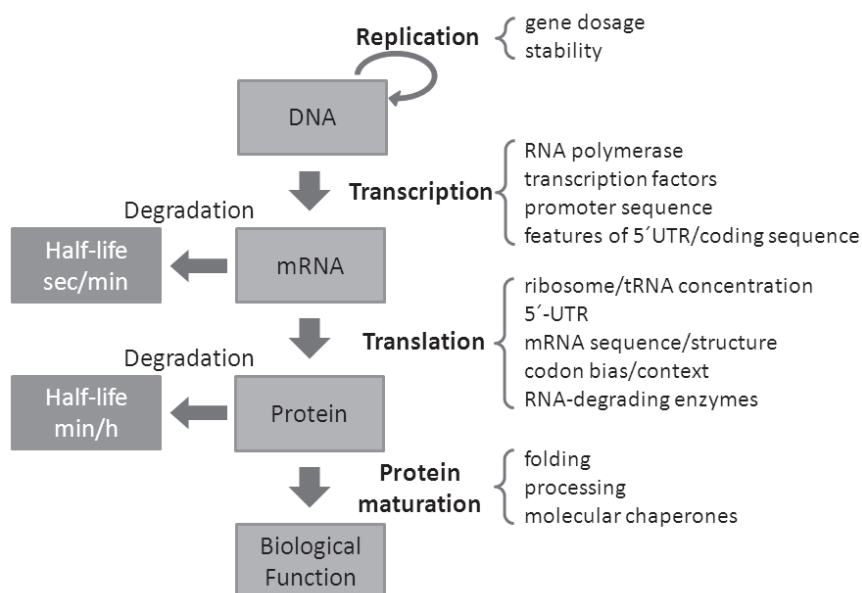 Replication
gene dosage
stability
DNA
Transcription
RNA polymerase
transcription factors
promoter sequence
features of 5´UTR/coding sequence
Degradation
Half-life
sec/min
mRNA
Translation
ribosome/tRNA concentration
5´-UTR
mRNA sequence/structure
codon bias/context
RNA-degrading enzymes
Degradation
Half-life
min/h
Protein
Protein
maturation
folding
processing
molecular chaperones
Biological
Function